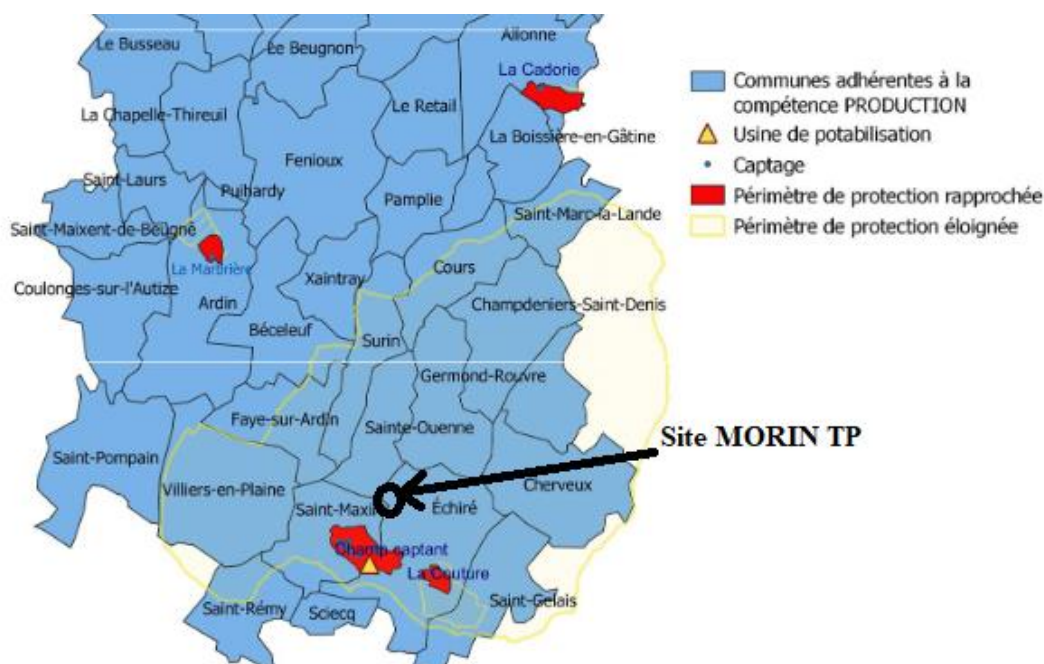 Le Busseau
Le Beugnon
Allonne
La Cadorie
La Chapelle-Thireuil
Le Retail
La Boissière-en-Gâtine
Fenioux
Saint-Laurs
Puihardy
Pamplie
Saint-Marc-la-Lande
Saint-Maixent-de-Beugné
La Marbrière
Cours
Xaintray
Coulonges-sur-l'Autize
Ardin
Champdeniers-Saint-Denis
Béceleuf
Surin
Germond-Rouvre
Faye-sur-Ardin
Sainte-Ouenne
Saint-Pompain
Villiers-en-Plaine
Cherveux
Saint-Maxi
Échiré
Champ captant
La Couture
Saint-Rémy
Sciecq
Saint-Gelais
Communes adhérentes à la
compétence PRODUCTION
Usine de potabilisation
Captage
Périmètre de protection rapprochée
Périmètre de protection éloignée
Site MORIN TP